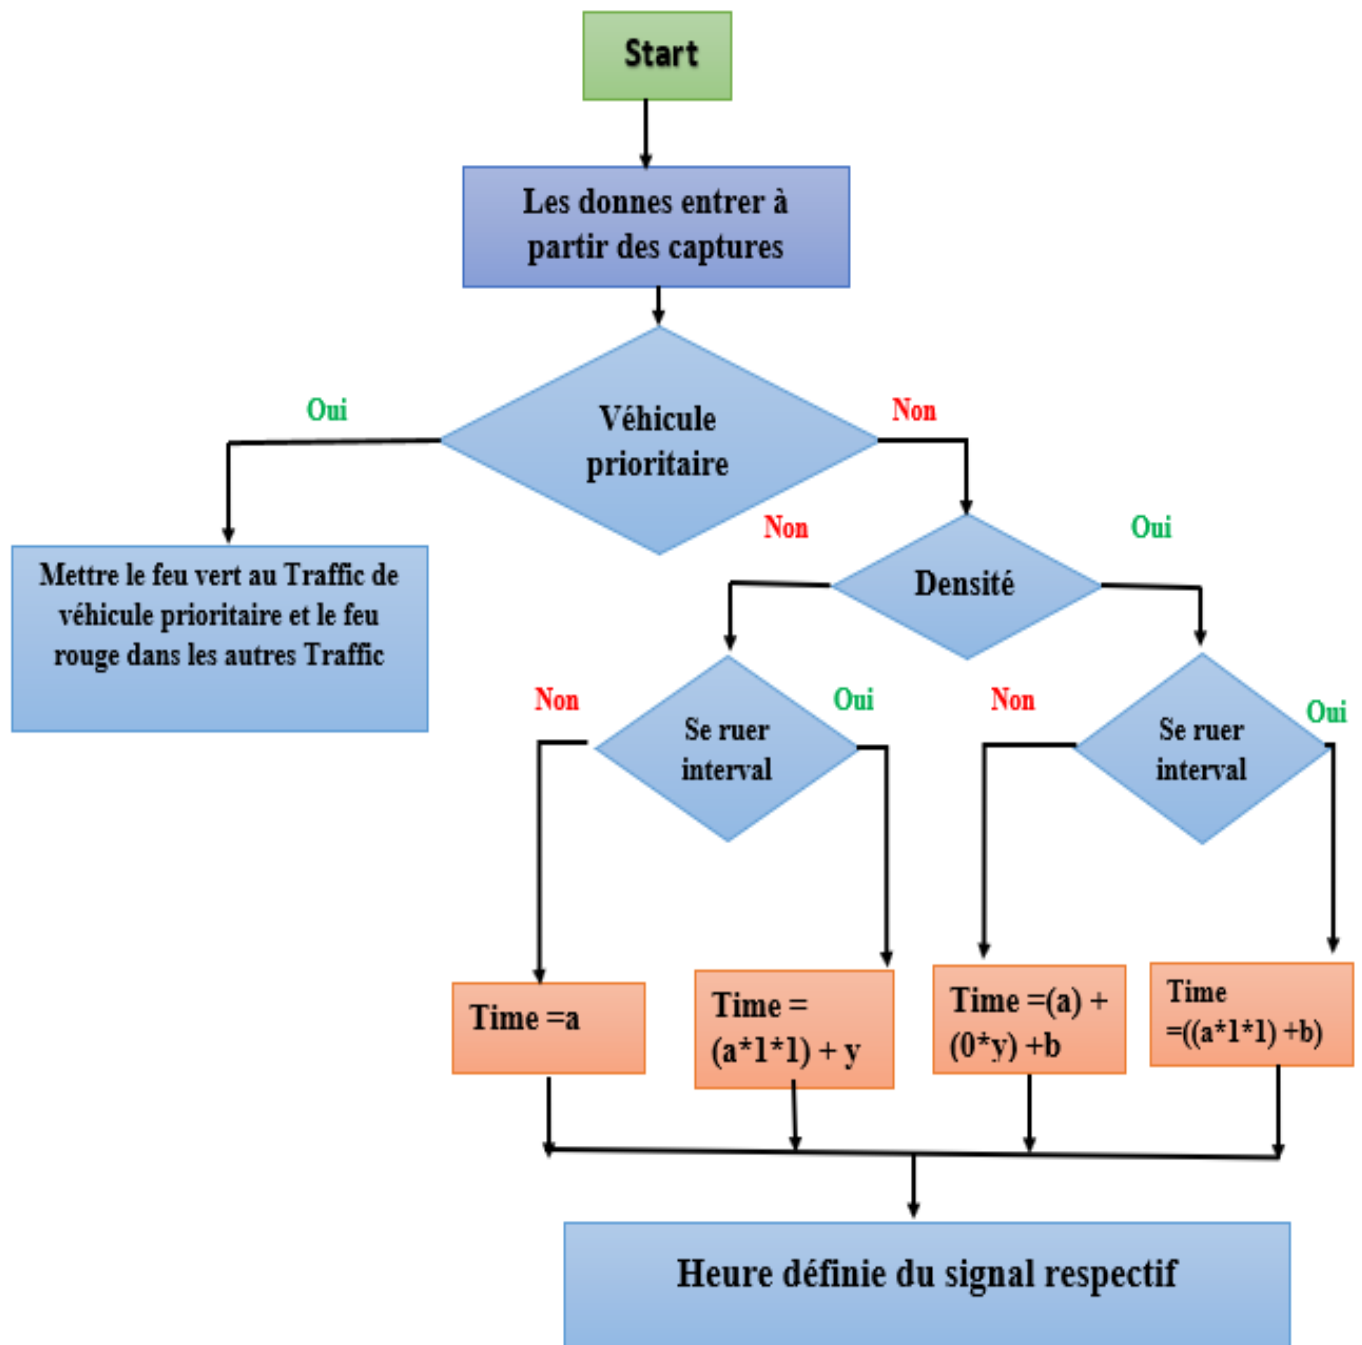 Start
Les donnes entrer à
partir des captures
Oui
Véhicule
prioritaire
Non
Mettre le feu vert au Traffic de
véhicule prioritaire et le feu
rouge dans les autres Traffic
Non
Densité
Oui
Non
Se ruer
interval
Oui
Non
Se ruer
interval
Oui
Time =a
Time =
(a*1*1) + y
Time =(a) +
(0*y) +b
Time
=((a*1*1) +b)
Heure définie du signal respectif